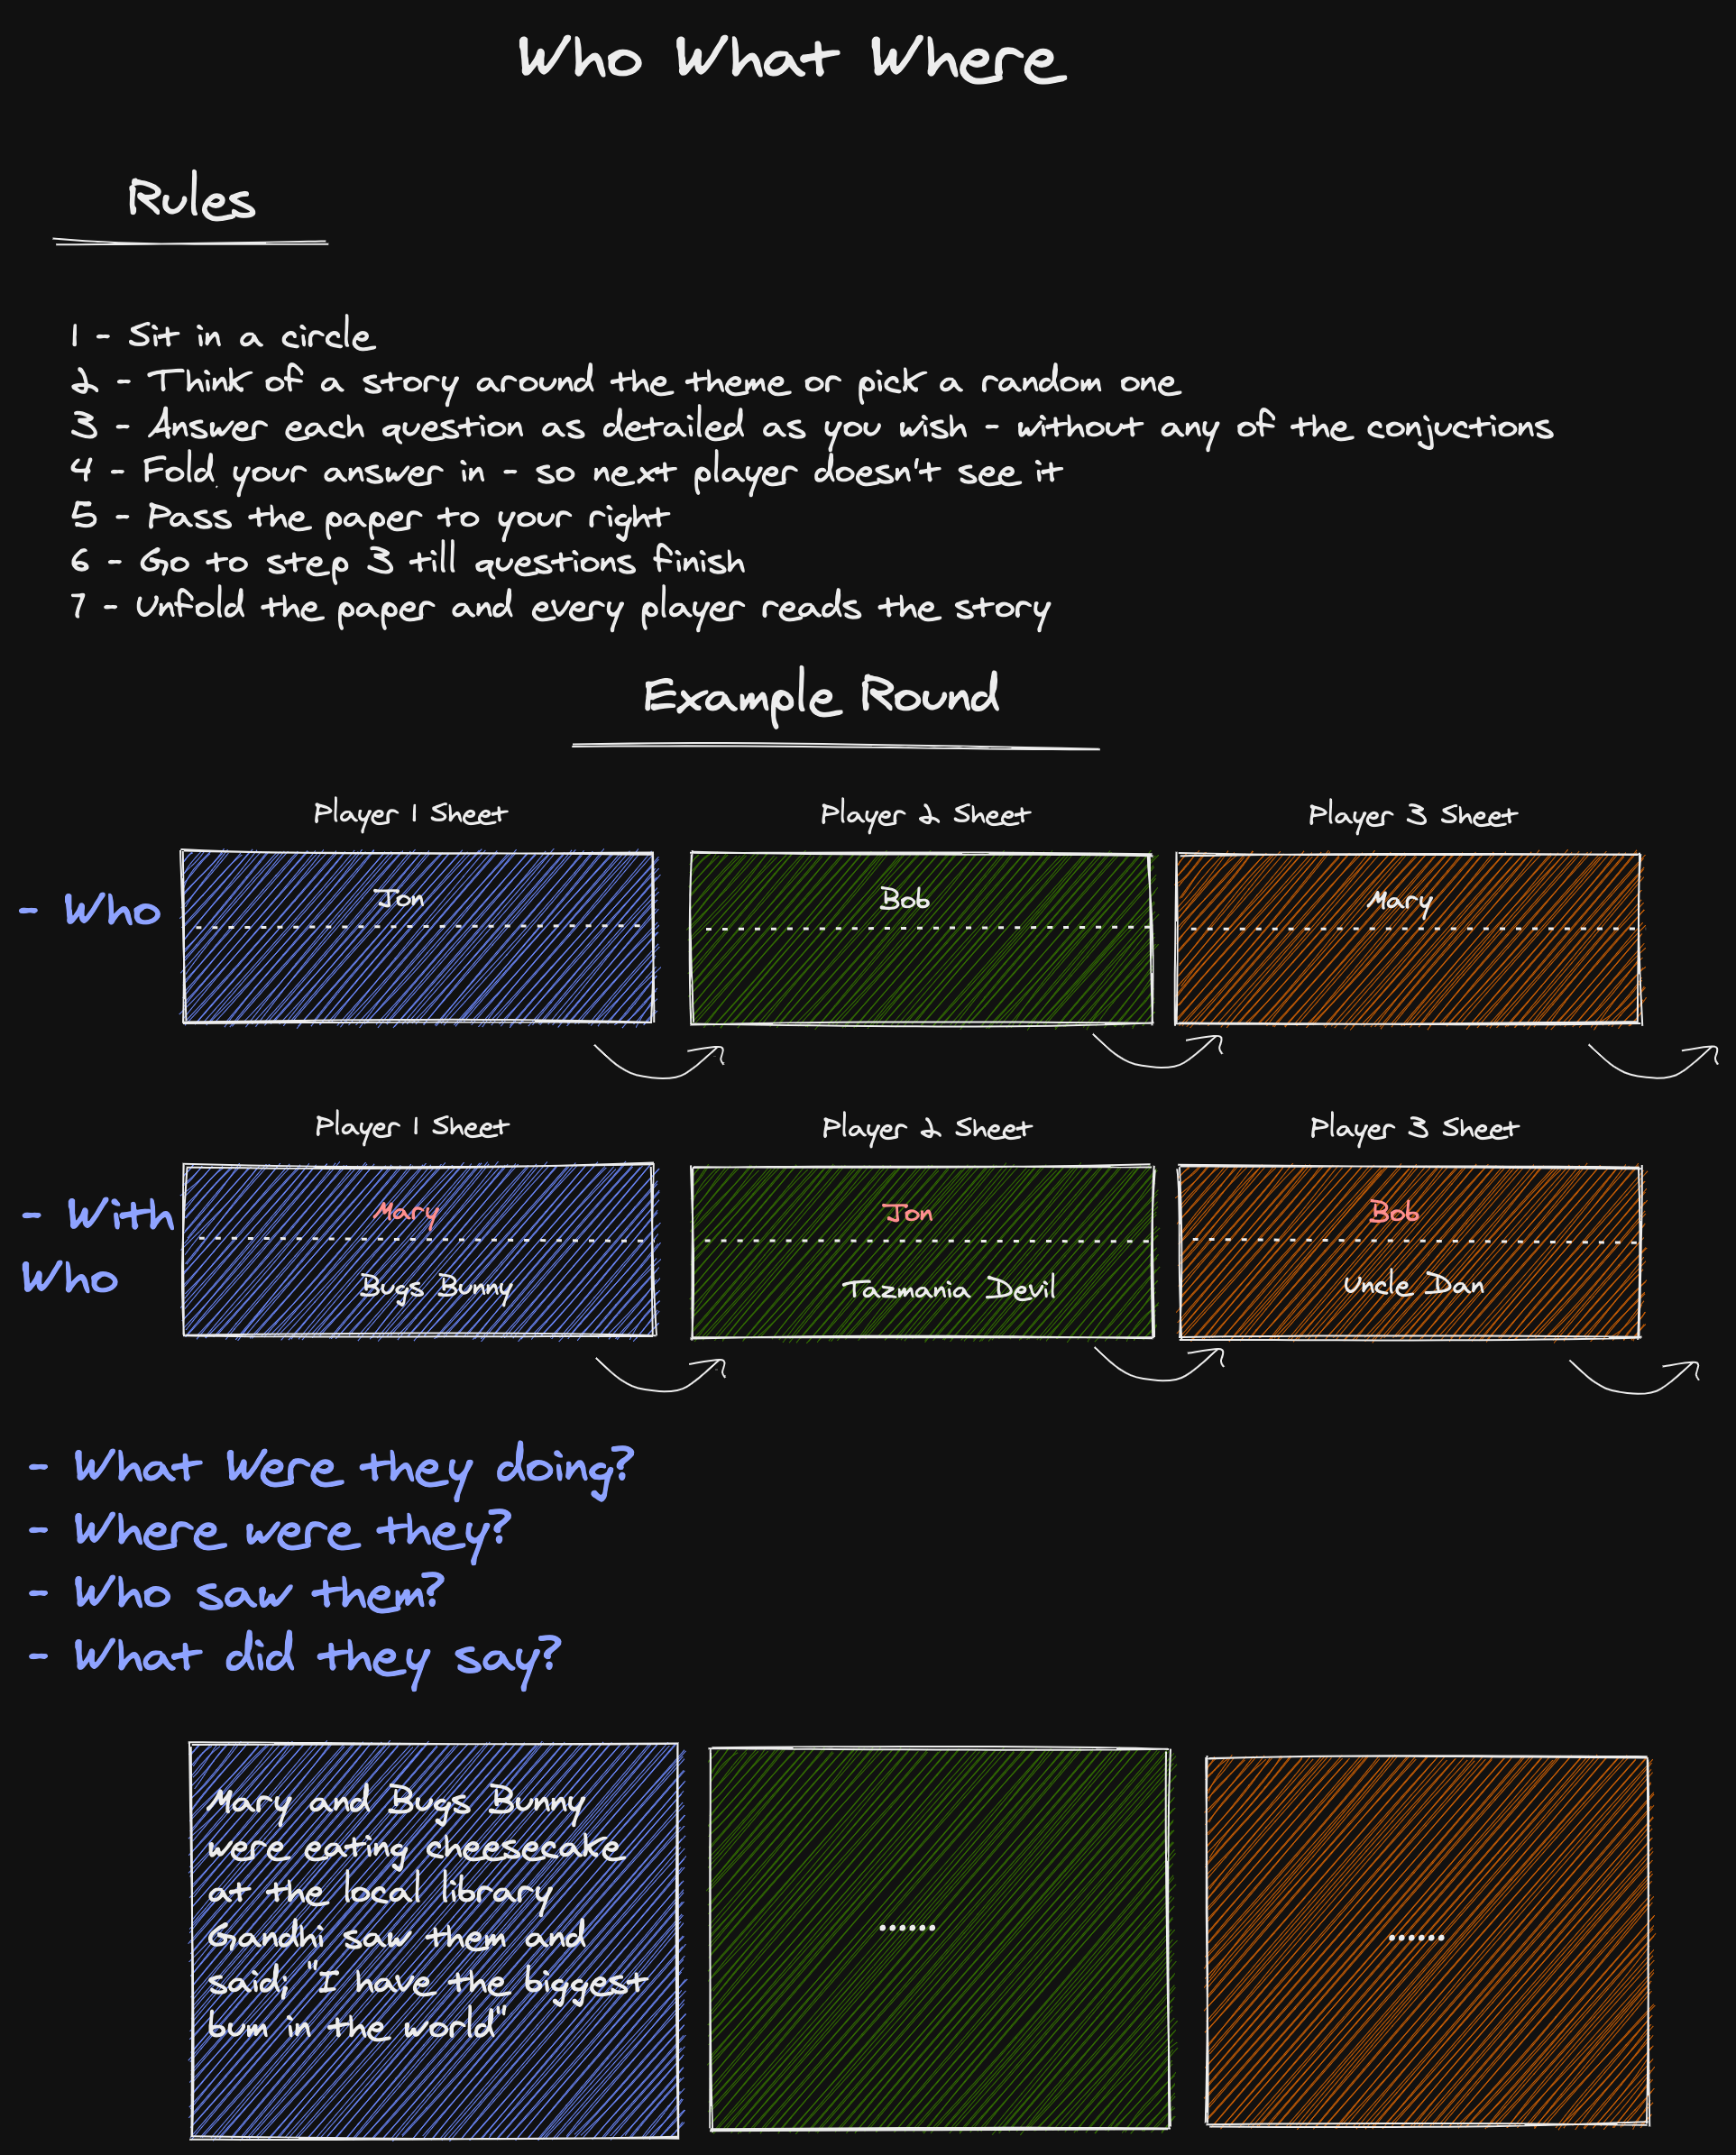 Who What Where
Rules
1 - Sit in a circle
2 - Think of a story around the theme or pick a random one
3 - Answer each question as detailed as you wish - without any of the conjuctions
4 - Fold your answer in - so next player doesn't see it
5 - Pass the paper to your right
6 - Go to step 3 till questions finish
7 - Unfold the paper and every player reads the story
Example Round
Player 1 Sheet
Player 2 Sheet
Player 3 Sheet
- Who
Jon
Bob
Mary
Player 1 Sheet
Player 2 Sheet
Player 3 Sheet
- With
Who
Mary
Jon
Bob
Bugs Bunny
Tazmania Devil
Uncle Dan
- What Were they doing?
- Where were they?
- Who saw them?
- What did they say?
Mary and Bugs Bunny
were eating cheesecake
at the local library
Gandhi saw them and
said; "I have the biggest
bum in the world"
......
......